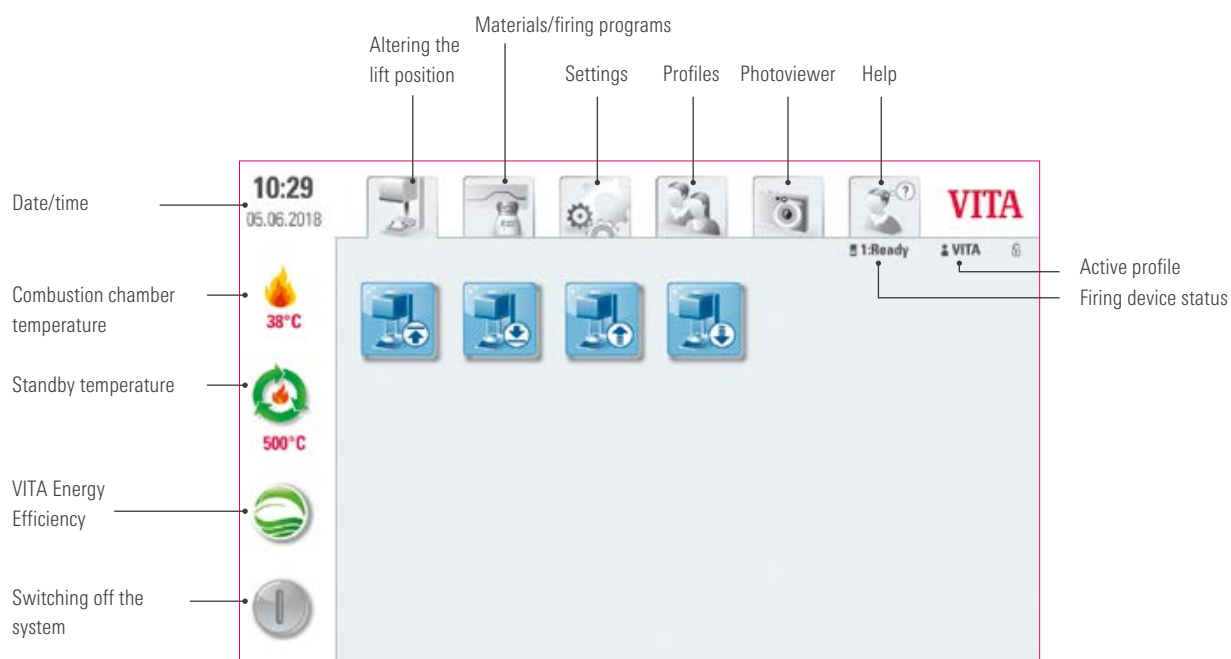 Materials/firing programs
Altering the
lift position
Settings
Profiles
Photoviewer
Help
Date/time
10:29
05.06.2018
VITA
?
1:Ready
VITA
Active profile
Firing device status
Combustion chamber
temperature
38°C
Standby temperature
500°C
VITA Energy
Efficiency
Switching off the
system